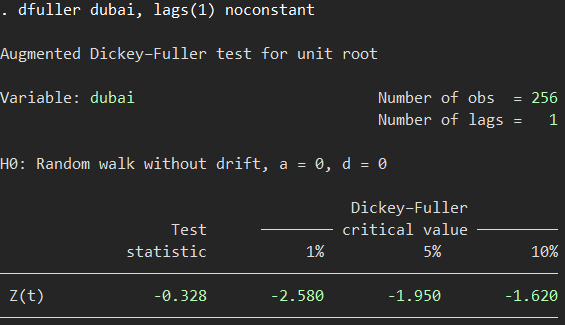 . dfuller dubai, lags(1) noconstant
Augmented Dickey–Fuller test for unit root
Variable: dubai Number of obs = 256
Number of lags = 1
H0: Random walk without drift, a = 0, d = 0
Dickey–Fuller
Test critical value
statistic 1% 5% 10%
Z(t) -0.328 -2.580 -1.950 -1.620